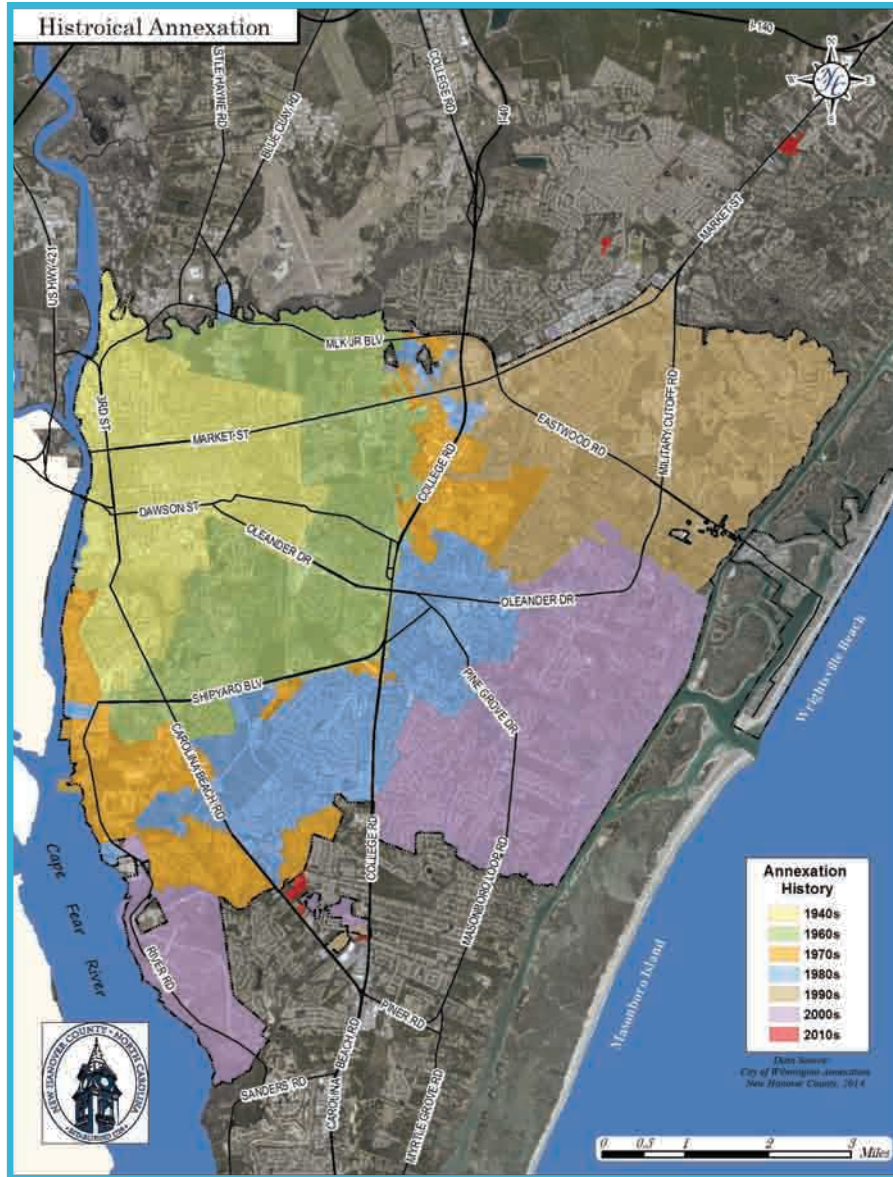 Histroical Annexation
I-140
N
W
E
S
NH
CASTLE HAYNE RD
BLUE CLAY RD
COLLEGE RD
I-40
MARKET ST
US HWY 421
MLK JR BLV
3RD ST
MARKET ST
EASTWOOD RD
MILITARY CUTOFF RD
COLLEGE RD
DAWSON ST
OLEANDER DR
OLEANDER DR
SHIPYARD BLV
PINE GROVE DR
Wrightsville Beach
CAROLINA BEACH RD
COLLEGE RD
MASONBORO LOOP RD
Cape
Fear
River
RIVER RD
Masonboro Island
PINER RD
SANDERS RD
CAROLINA BEACH RD
MYRTLE GROVE RD
Annexation
History
1940s
1960s
1970s
1980s
1990s
2000s
2010s
Data Source:
City of Wilmington Annexation
New Hanover County, 2014
NEW HANOVER COUNTY • NORTH CAROLINA
ESTABLISHED 1729
0 0.5 1 2 3
Miles